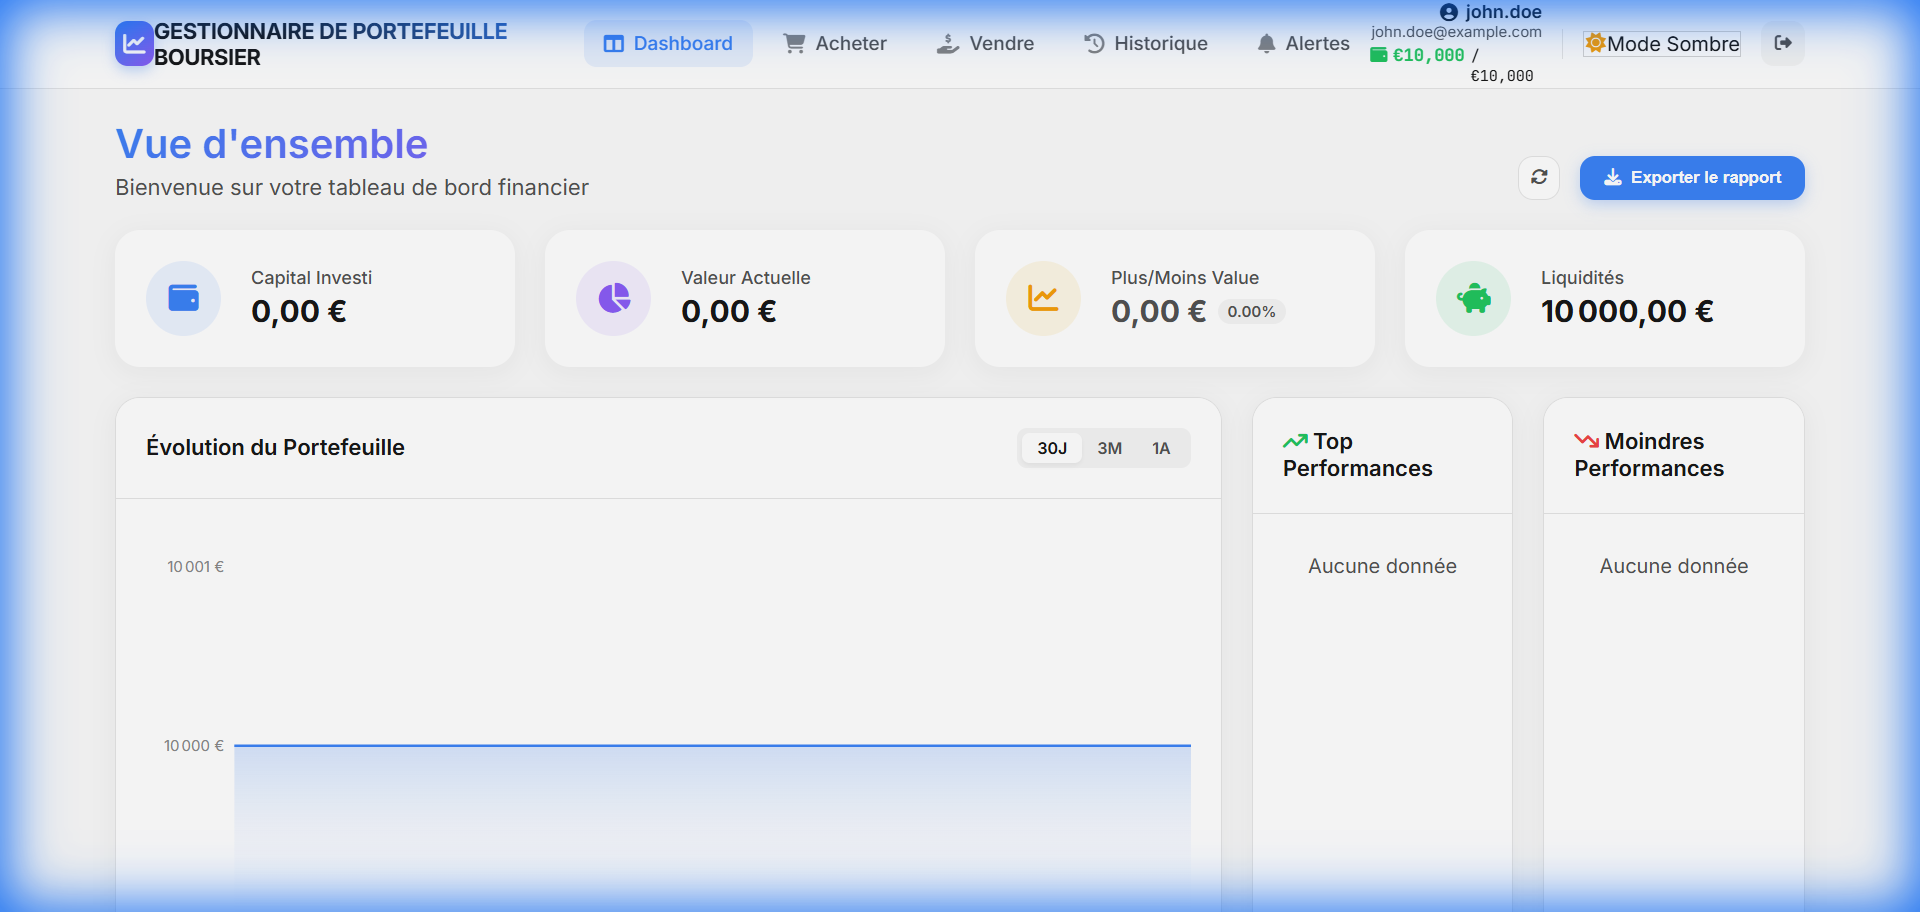 GESTIONNAIRE DE PORTEFEUILLE
BOURSIER
Dashboard
Acheter
Vendre
Historique
Alertes
john.doe
john.doe@example.com
€10,000 /
€10,000
Mode Sombre
Vue d'ensemble
Bienvenue sur votre tableau de bord financier
Exporter le rapport
Capital Investi
0,00 €
Valeur Actuelle
0,00 €
Plus/Moins Value
0,00 € 0.00%
Liquidités
10 000,00 €
Évolution du Portefeuille
30J 3M 1A
10 001 €
10 000 €
Top
Performances
Aucune donnée
Moindres
Performances
Aucune donnée